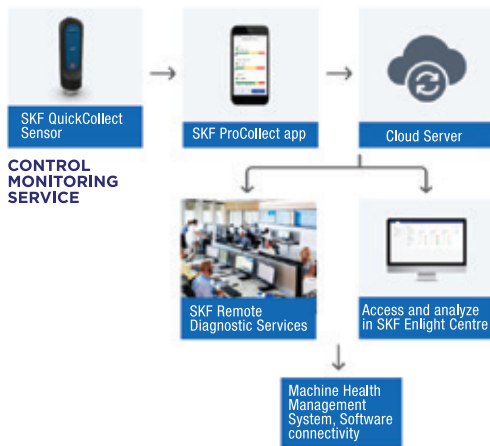 SKF QuickCollect
Sensor
SKF ProCollect app
Cloud Server
CONTROL
MONITORING
SERVICE
SKF Remote
Diagnostic Services
Access and analyze
in SKF Enlight Centre
Machine Health
Management
System, Software
connectivity